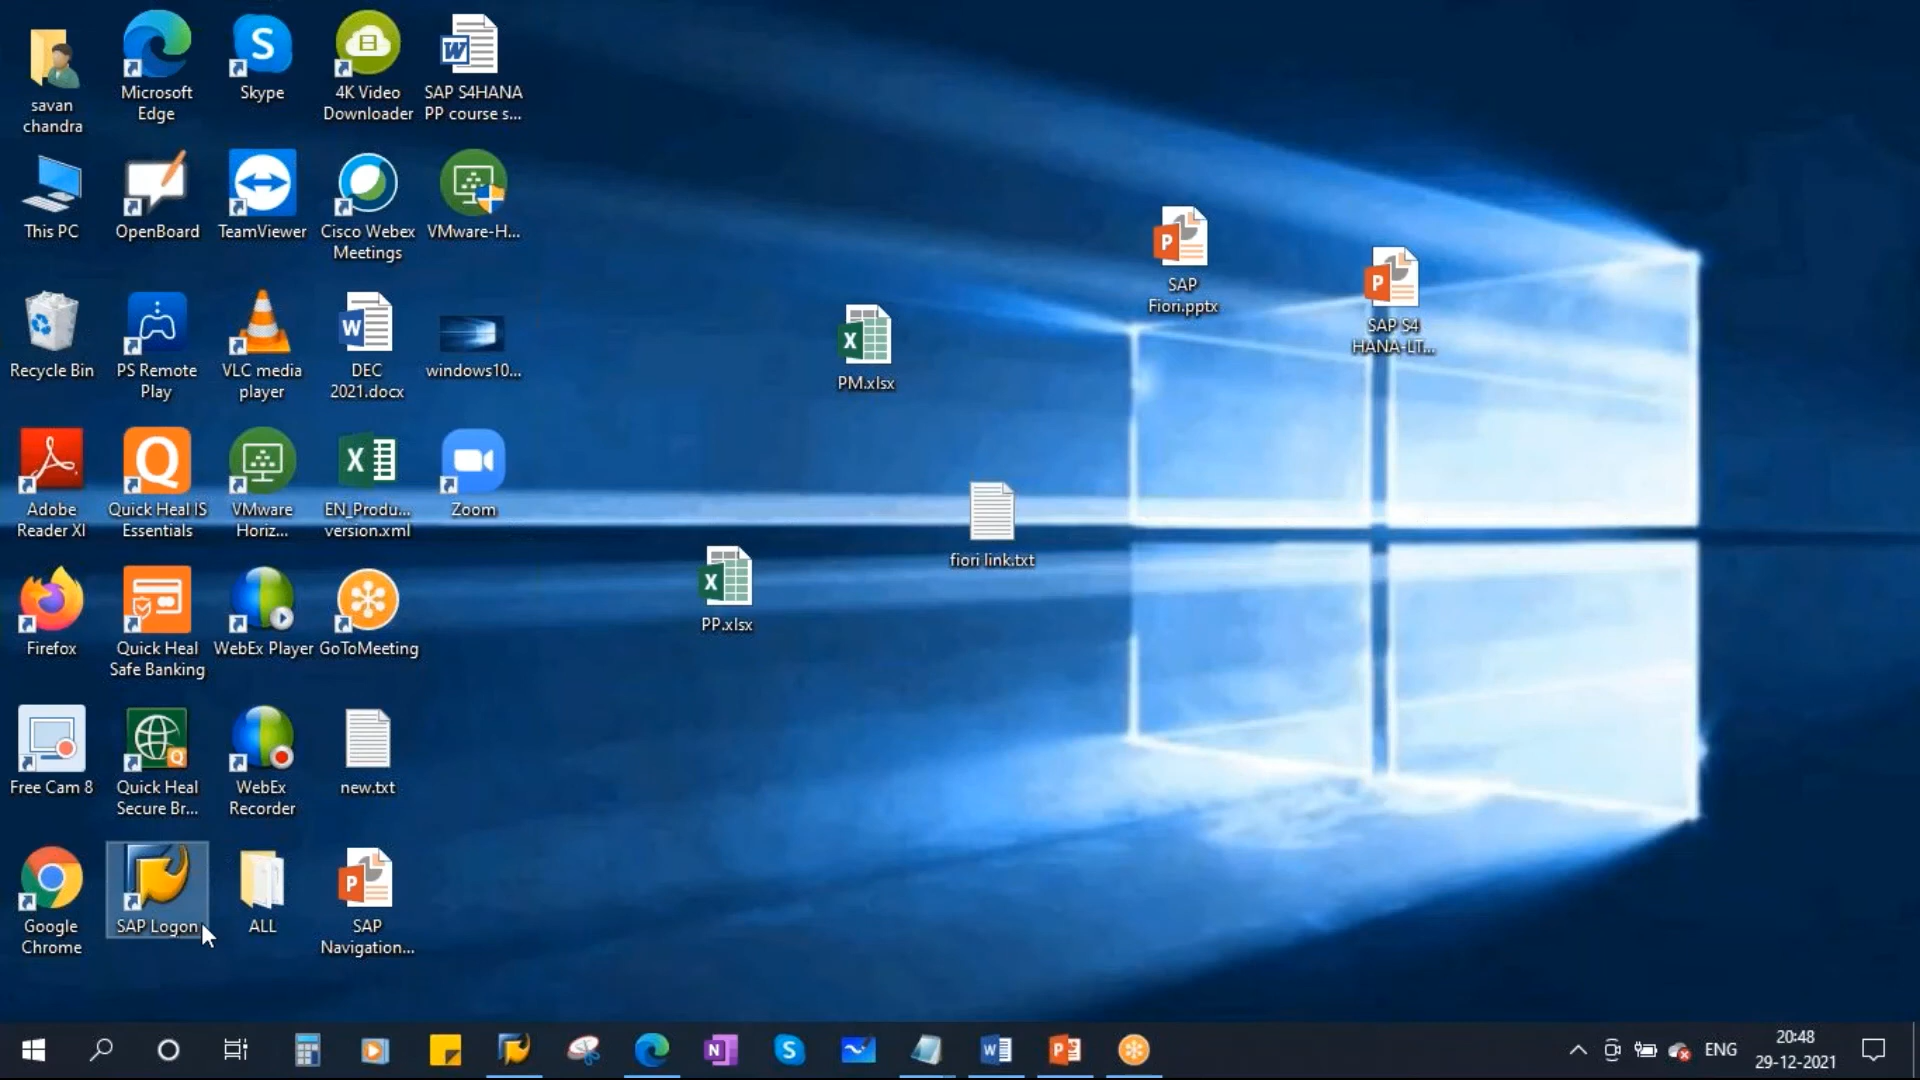 savan
chandra
Microsoft
Edge
Skype
4K Video
Downloader
SAP S4HANA
PP course s...
This PC
OpenBoard
TeamViewer
Cisco Webex
Meetings
VMware-H...
SAP
Fiori.pptx
SAP S4
HANA-LT...
Recycle Bin
PS Remote
Play
VLC media
player
DEC
2021.docx
windows10...
PM.xlsx
Adobe
Reader XI
Quick Heal IS
Essentials
VMware
Horiz...
EN_Produ...
version.xml
Zoom
fiori link.txt
PP.xlsx
Firefox
Quick Heal
Safe Banking
WebEx Player
GoToMeeting
Free Cam 8
Quick Heal
Secure Br...
WebEx
Recorder
new.txt
Google
Chrome
SAP Logon
ALL
SAP
Navigation...
ENG
20:48
29-12-2021